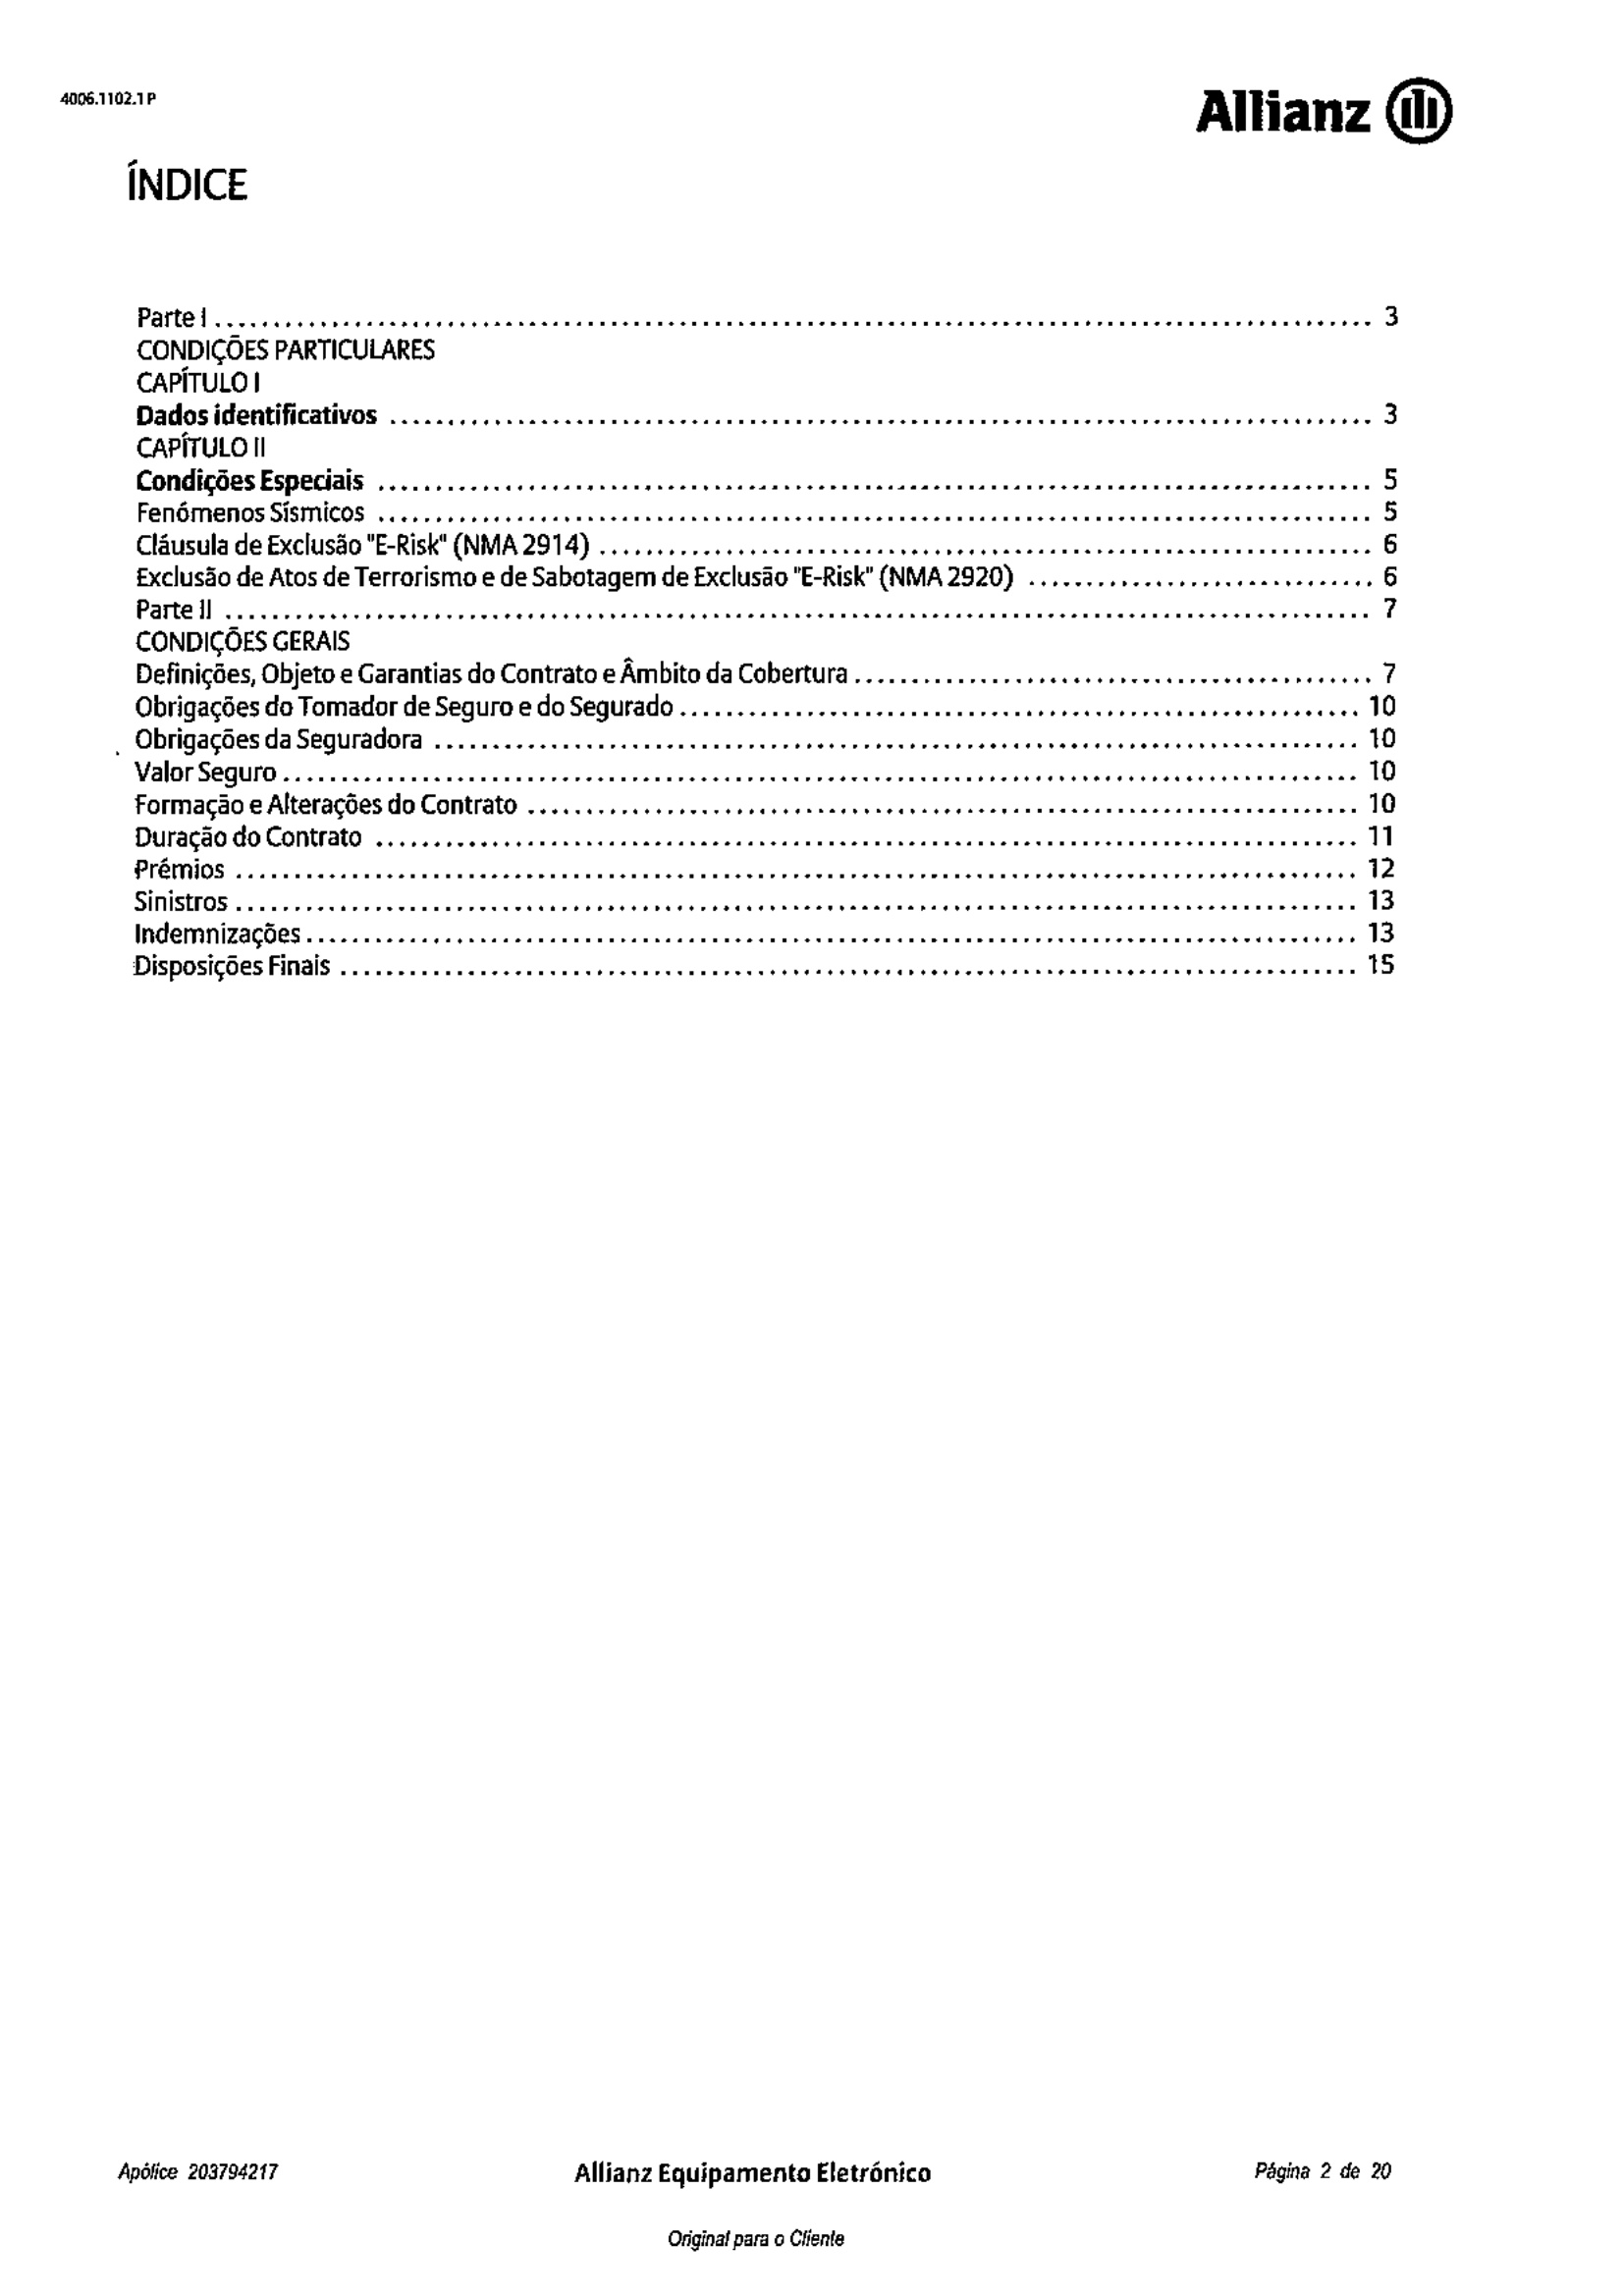 4006.1102.1 P
Allianz
ÍNDICE
Parte I ........................................................................................................ 3
CONDIÇÕES PARTICULARES
CAPÍTULO I
Dados identificativos ........................................................................................ 3
CAPÍTULO II
Condições Especiais ........................................................................................ 5
Fenómenos Sísmicos ........................................................................................ 5
Cláusula de Exclusão "E-Risk" (NMA 2914) .................................................................... 6
Exclusão de Atos de Terrorismo e de Sabotagem de Exclusão "E-Risk" (NMA 2920) .............................. 6
Parte II ...................................................................................................... 7
CONDIÇÕES GERAIS
Definições, Objeto e Garantias do Contrato e Âmbito da Cobertura ............................................. 7
Obrigações do Tomador de Seguro e do Segurado ........................................................... 10
Obrigações da Seguradora ................................................................................. 10
Valor Seguro ............................................................................................... 10
Formação e Alterações do Contrato ........................................................................ 10
Duração do Contrato ...................................................................................... 11
Prémios .................................................................................................... 12
Sinistros ................................................................................................... 13
Indemnizações ............................................................................................. 13
Disposições Finais ......................................................................................... 15
Apólice 203794217
Allianz Equipamento Eletrónico
Página 2 de 20
Original para o Cliente